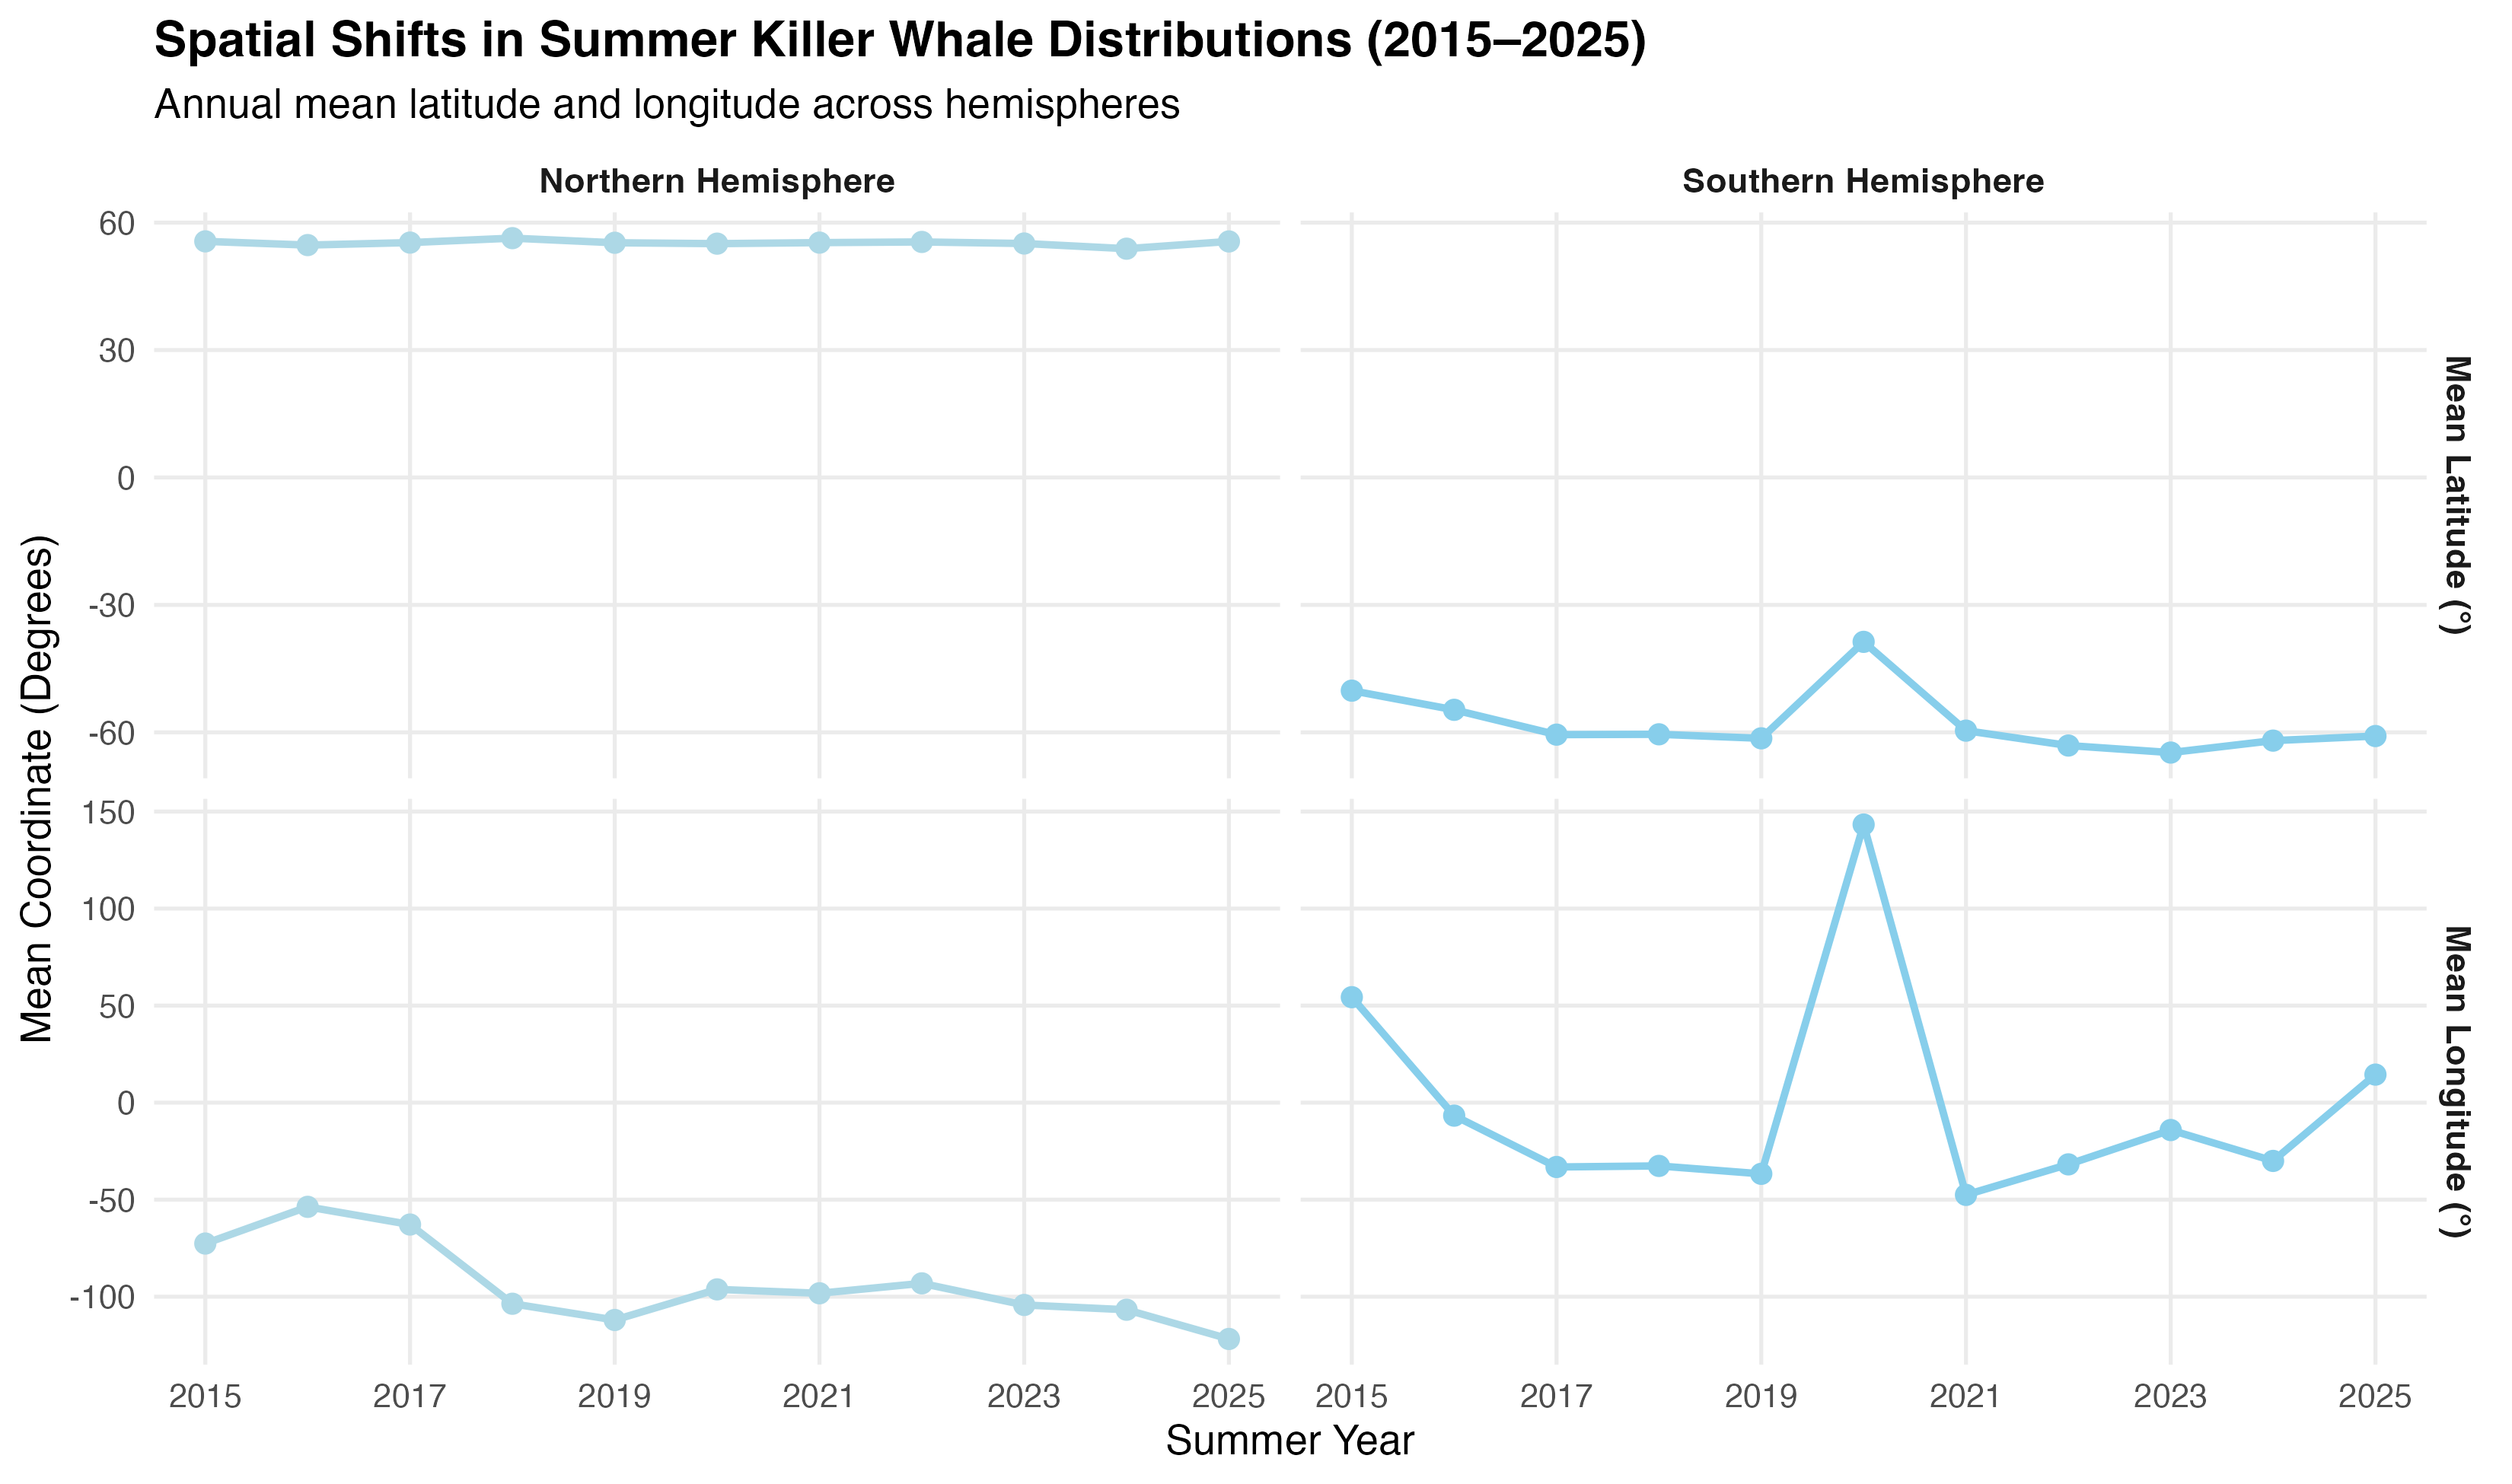 Spatial Shifts in Summer Killer Whale Distributions (2015–2025)
Annual mean latitude and longitude across hemispheres
Northern Hemisphere
Southern Hemisphere
60
30
0
-30
-60
Mean Latitude (°)
Mean Coordinate (Degrees)
150
100
50
0
-50
-100
Mean Longitude (°)
2015 2017 2019 2021 2023 2025
2015 2017 2019 2021 2023 2025
Summer Year